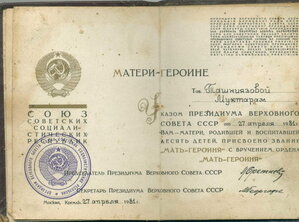 СОЮЗ
СОВЕТСКИХ
СОЦИАЛИ-
СТИЧЕСКИХ
РЕСПУБЛИК
МАТЕРИ-ГЕРОИНЕ
Тов. Ташниязовой
Мухтарам
УКАЗОМ ПРЕЗИДИУМА ВЕРХОВНОГО
СОВЕТА СССР от 27 апреля 1981 г.
ВАМ-МАТЕРИ, РОДИВШЕЙ И ВОСПИТАВШЕЙ
ДЕСЯТЬ ДЕТЕЙ, ПРИСВОЕНО ЗВАНИЕ
"МАТЬ-ГЕРОИНЯ" С ВРУЧЕНИЕМ ОРДЕНА
"МАТЬ-ГЕРОИНЯ"
Председатель Президиума Верховного Совета СССР
Секретарь Президиума Верховного Совета СССР
Москва, Кремль. 27 апреля 1981 г.